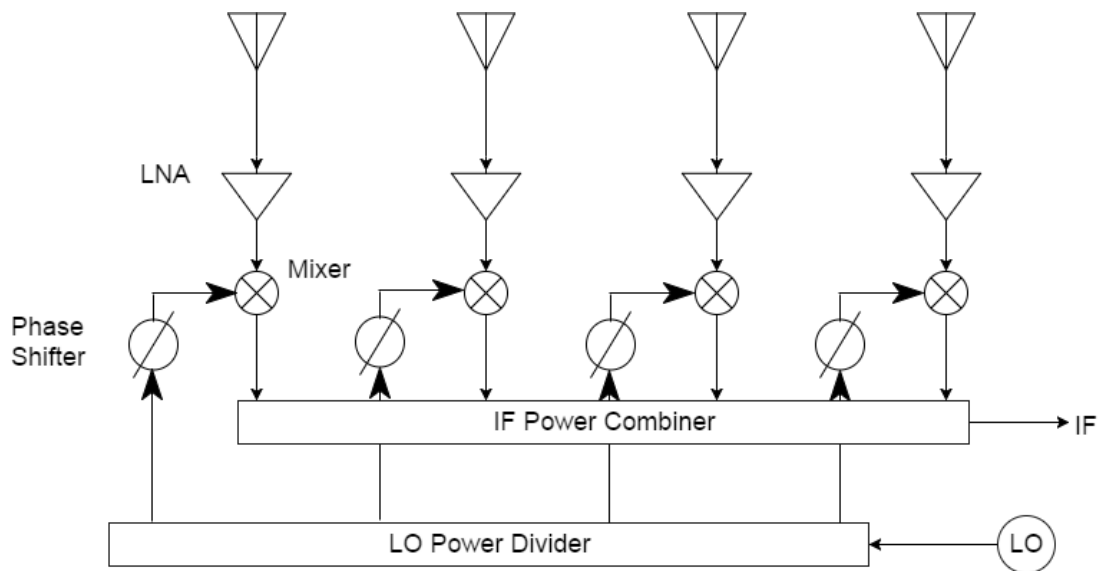 LNA
Mixer
Phase
Shifter
IF Power Combiner
IF
LO Power Divider
LO